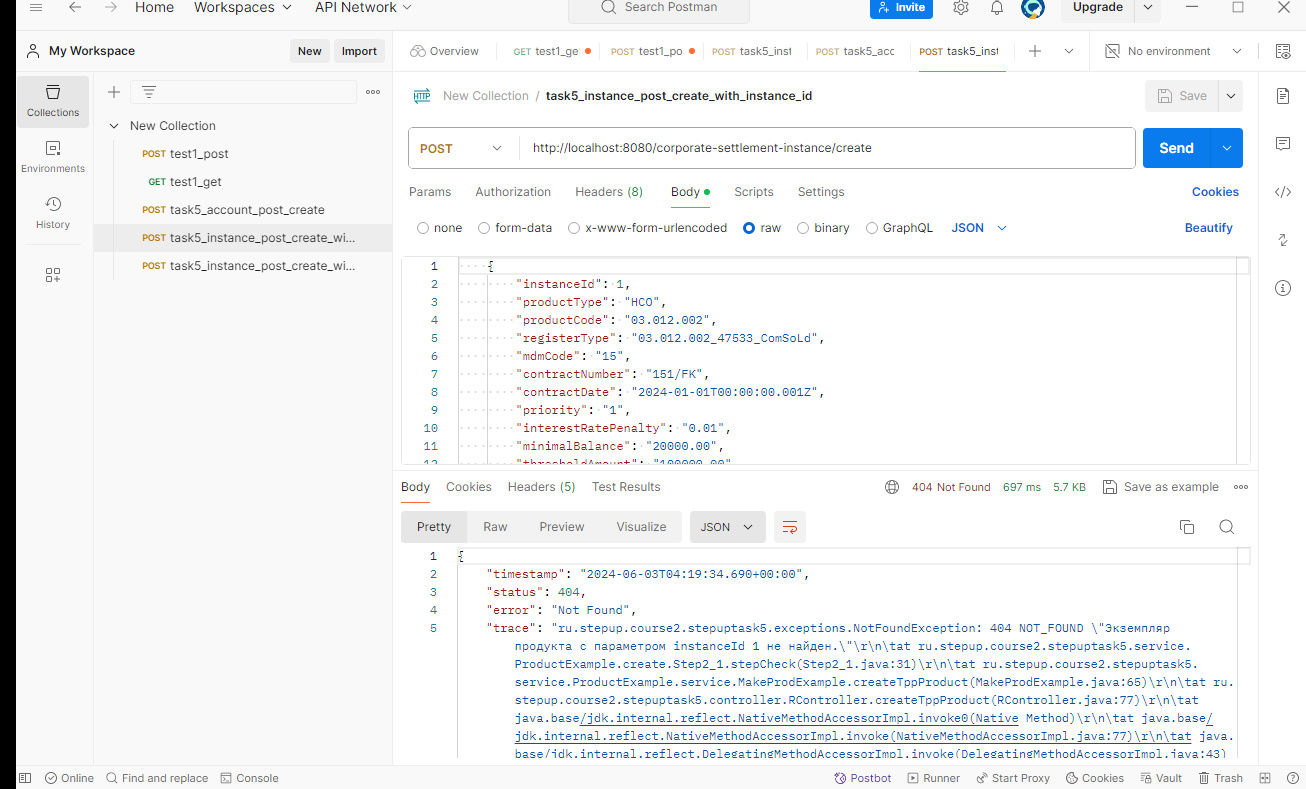 Home Workspaces API Network Search Postman Invite Upgrade
My Workspace New Import Overview GET test1_ge POST test1_po POST task5_inst POST task5_acc POST task5_inst No environment
Collections
Environments
History
New Collection
POST test1_post
GET test1_get
POST task5_account_post_create
POST task5_instance_post_create_wi...
POST task5_instance_post_create_wi...
HTTP New Collection / task5_instance_post_create_with_instance_id Save
POST http://localhost:8080/corporate-settlement-instance/create Send
Params Authorization Headers (8) Body Scripts Settings Cookies
none form-data x-www-form-urlencoded raw binary GraphQL JSON Beautify
1 {
2 "instanceId": 1,
3 "productType": "HCO",
4 "productCode": "03.012.002",
5 "registerType": "03.012.002_47533_ComSoLd",
6 "mdmCode": "15",
7 "contractNumber": "151/FK",
8 "contractDate": "2024-01-01T00:00:00.001Z",
9 "priority": "1",
10 "interestRatePenalty": "0.01",
11 "minimalBalance": "20000.00",
12 "thresholdAmount": "100000.00"
Body Cookies Headers (5) Test Results 404 Not Found 697 ms 5.7 KB Save as example
Pretty Raw Preview Visualize JSON
1 {
2 "timestamp": "2024-06-03T04:19:34.690+00:00",
3 "status": 404,
4 "error": "Not Found",
5 "trace": "ru.stepup.course2.stepuptask5.exceptions.NotFoundException: 404 NOT_FOUND \"Экземпляр
продукта с параметром instanceId 1 не найден.\"\r\n\tat ru.stepup.course2.stepuptask5.service.
ProductExample.create.Step2_1.stepCheck(Step2_1.java:31)\r\n\tat ru.stepup.course2.stepuptask5.
service.ProductExample.service.MakeProdExample.createTppProduct(MakeProdExample.java:65)\r\n\tat ru.
stepup.course2.stepuptask5.controller.RController.createTppProduct(RController.java:77)\r\n\tat
java.base/jdk.internal.reflect.NativeMethodAccessorImpl.invoke0(Native Method)\r\n\tat java.base/
jdk.internal.reflect.NativeMethodAccessorImpl.invoke(NativeMethodAccessorImpl.java:77)\r\n\tat java.
base/jdk.internal.reflect.DelegatingMethodAccessorImpl.invoke(DelegatingMethodAccessorImpl.java:43)
Online Find and replace Console Postbot Runner Start Proxy Cookies Vault Trash